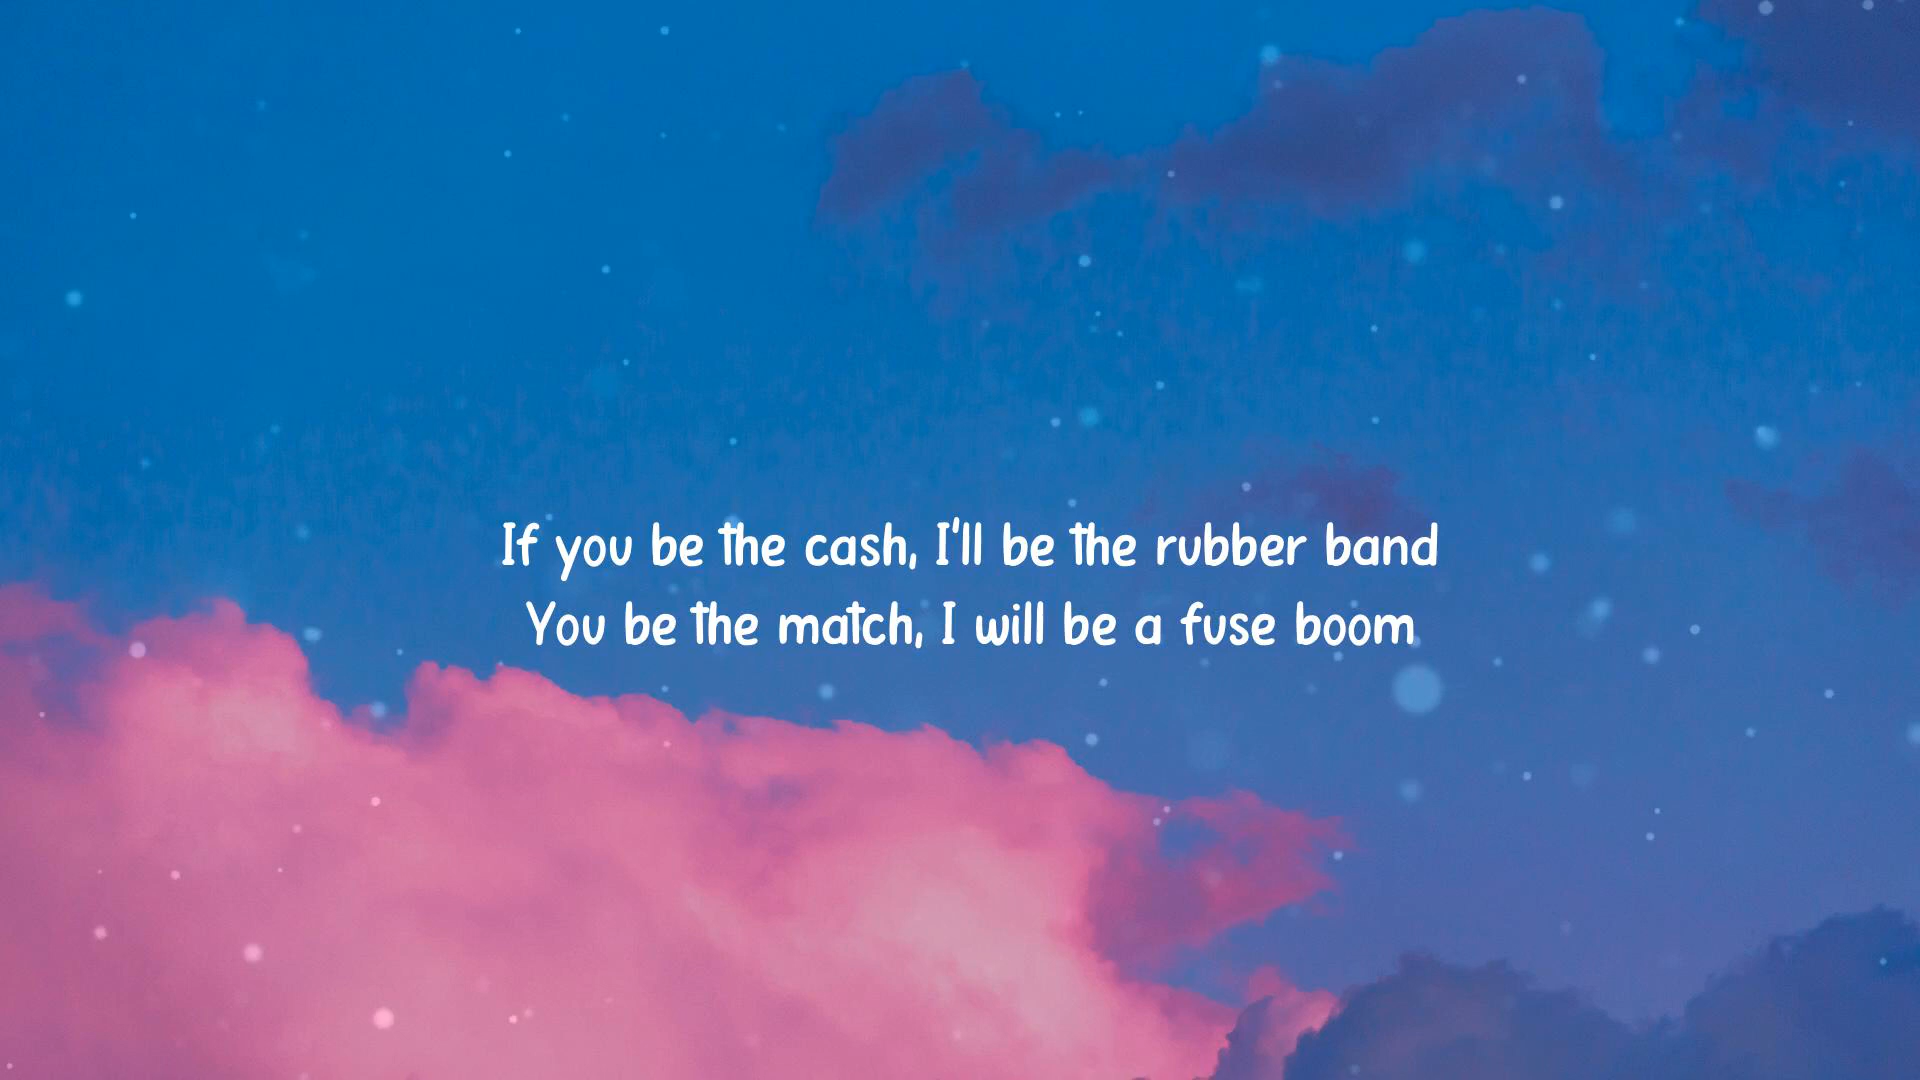 If you be the cash, I'll be the rubber band
You be the match, I will be a fuse boom